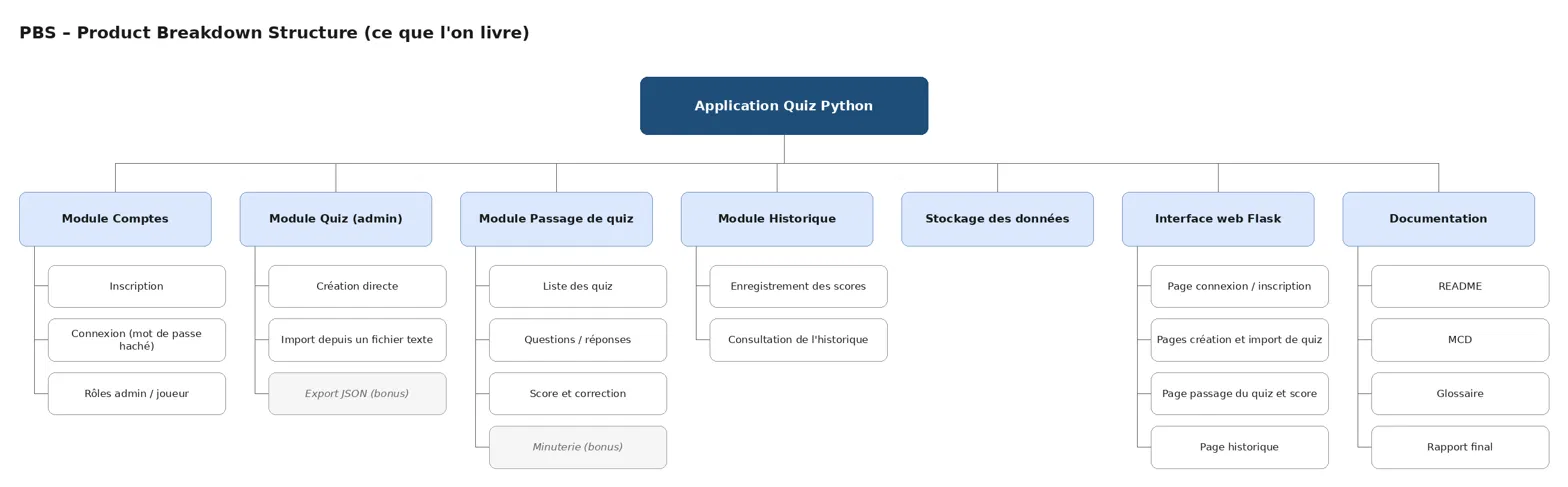 PBS – Product Breakdown Structure (ce que l'on livre)
Application Quiz Python
Module Comptes
Inscription
Connexion (mot de passe
haché)
Rôles admin / joueur
Module Quiz (admin)
Création directe
Import depuis un fichier texte
Export JSON (bonus)
Module Passage de quiz
Liste des quiz
Questions / réponses
Score et correction
Minuterie (bonus)
Module Historique
Enregistrement des scores
Consultation de l'historique
Stockage des données
Interface web Flask
Page connexion / inscription
Pages création et import de quiz
Page passage du quiz et score
Page historique
Documentation
README
MCD
Glossaire
Rapport final